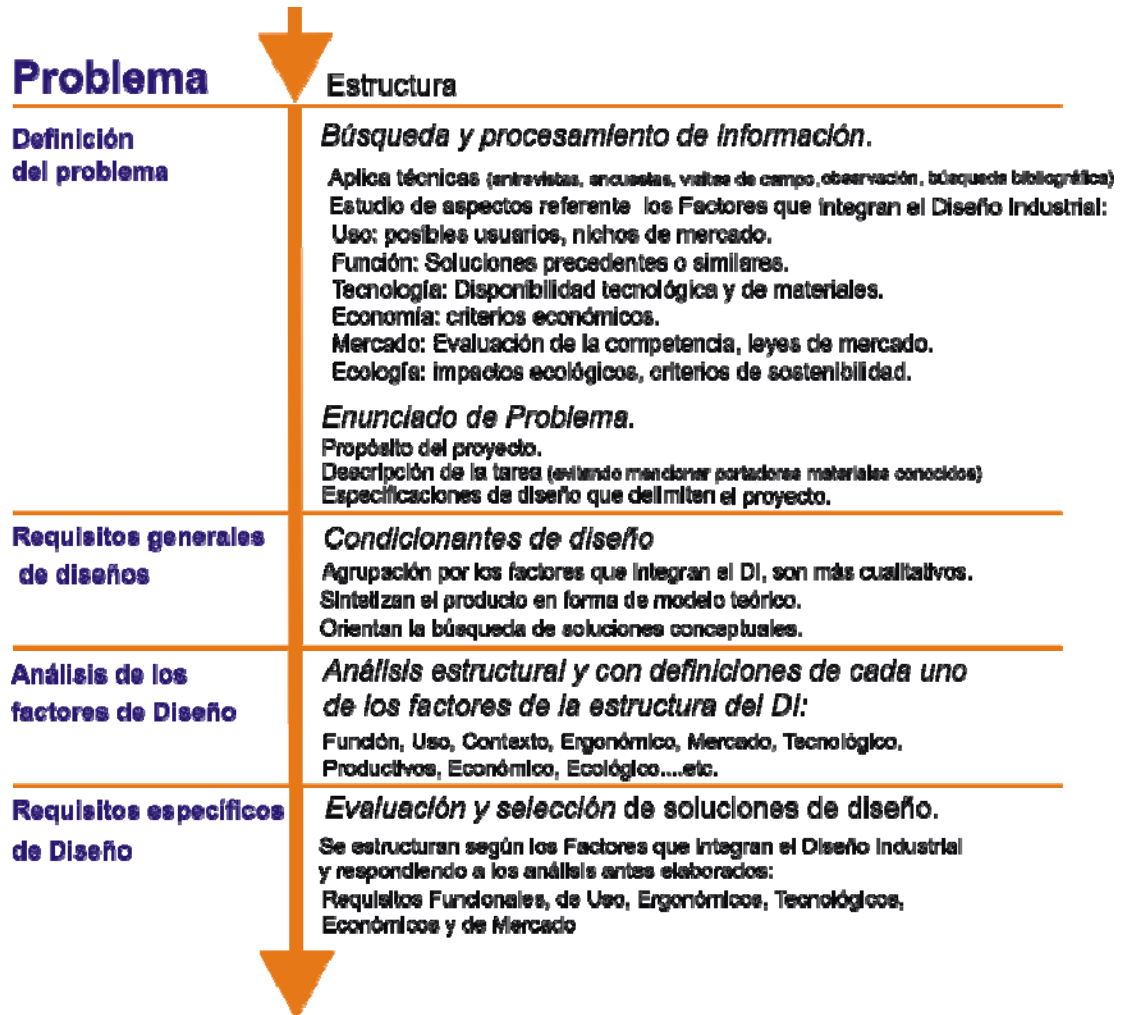 Problema
Estructura
Definición
del problema
Búsqueda y procesamiento de información.
Aplica técnicas (entrevistas, encuestas, visitas de campo, observación, búsqueda bibliográfica)
Estudio de aspectos referente los Factores que integran el Diseño Industrial:
Uso: posibles usuarios, nichos de mercado.
Función: Soluciones precedentes o similares.
Tecnología: Disponibilidad tecnológica y de materiales.
Economía: criterios económicos.
Mercado: Evaluación de la competencia, leyes de mercado.
Ecología: impactos ecológicos, criterios de sostenibilidad.
Enunciado de Problema.
Propósito del proyecto.
Descripción de la tarea (evitando mencionar portadores materiales conocidos)
Especificaciones de diseño que delimiten el proyecto.
Requisitos generales
de diseños
Condicionantes de diseño
Agrupación por los factores que integran el DI, son más cualitativos.
Sintetizan el producto en forma de modelo teórico.
Orientan la búsqueda de soluciones conceptuales.
Análisis de los
factores de Diseño
Análisis estructural y con definiciones de cada uno
de los factores de la estructura del DI:
Función, Uso, Contexto, Ergonómico, Mercado, Tecnológico,
Productivos, Económico, Ecológico....etc.
Requisitos específicos
de Diseño
Evaluación y selección de soluciones de diseño.
Se estructuran según los Factores que integran el Diseño Industrial
y respondiendo a los análisis antes elaborados:
Requisitos Funcionales, de Uso, Ergonómicos, Tecnológicos,
Económicos y de Mercado